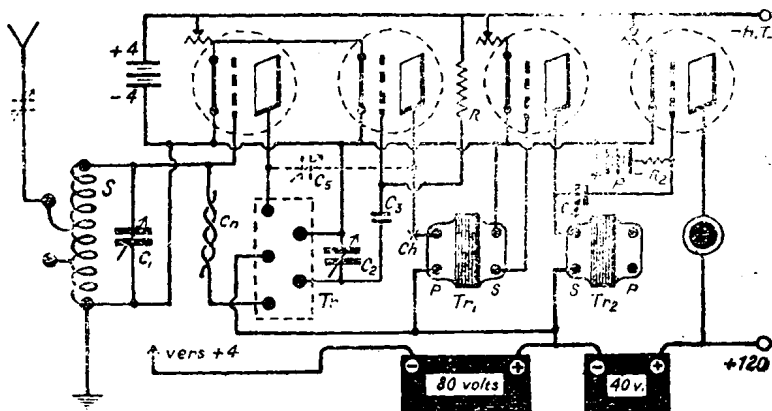 +4
-4
-h.T.
S
C₁
Cn
C₅
C₃
C₂
Tr
R
Ch
P
S
Tr₁
S
P
Tr₂
P
R₂
vers +4
80 volts
40 v.
+120